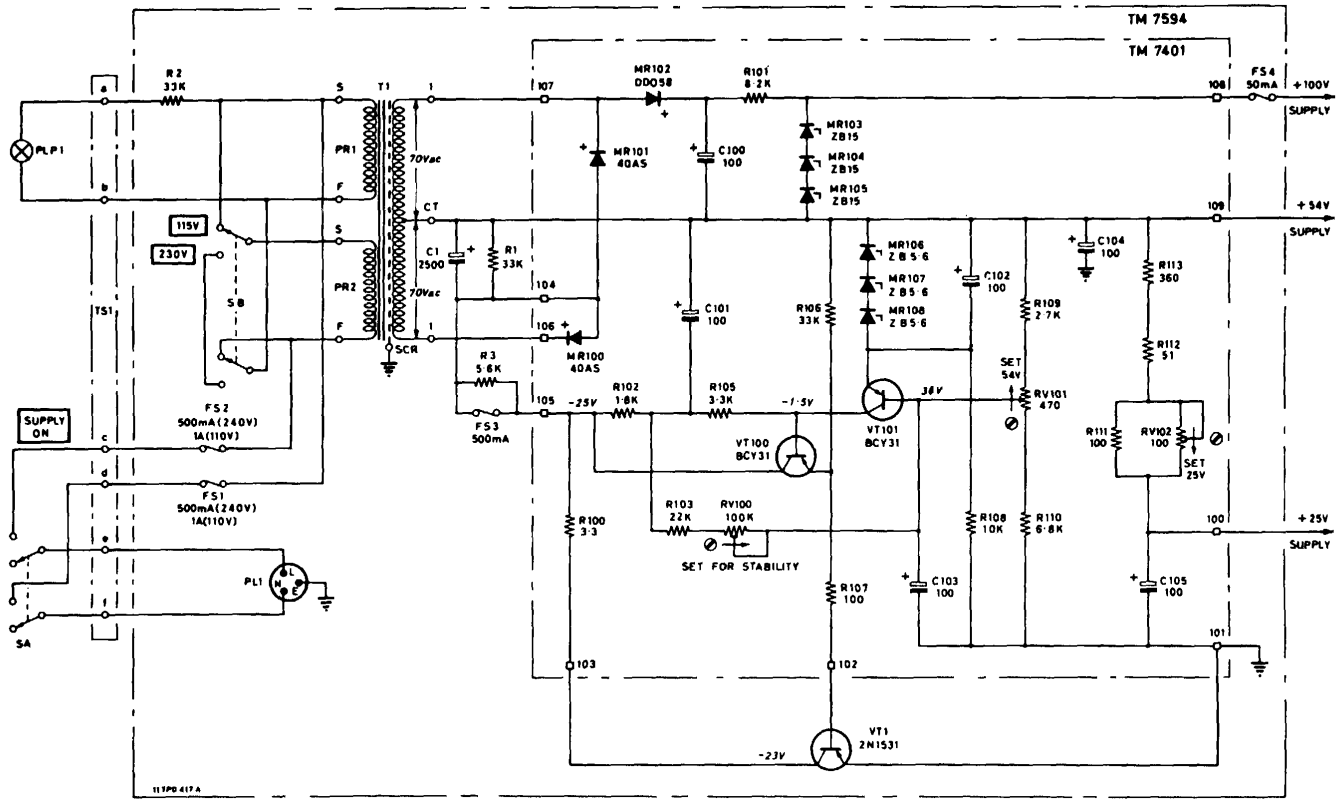 TM 7594
TM 7401
R2
33K
T1
MR102
DD058
R101
8·2K
FS4
50mA
+100V
SUPPLY
a
S
1
107
108
PLP1
PR1
70Vac
MR101
40AS
C100
100
MR103
ZB15
MR104
ZB15
MR105
ZB15
b
F
CT
109
+54V
SUPPLY
115V
230V
S
SB
PR2
70Vac
C1
2500
R1
33K
104
TS1
F
1
106
SCR
MR100
40AS
C101
100
R106
33K
MR106
ZB5·6
MR107
ZB5·6
MR108
ZB5·6
C102
100
R109
2·7K
C104
100
R113
360
R112
51
R3
5·6K
105
FS3
500mA
-25V
R102
1·8K
R105
3·3K
-1·5V
VT101
BCY31
36V
SET
54V
RV101
470
R111
100
RV102
100
SET
25V
SUPPLY
ON
FS2
500mA(240V)
1A(110V)
c
d
FS1
500mA(240V)
1A(110V)
VT100
BCY31
R100
3·3
R103
22K
RV100
100K
SET FOR STABILITY
R108
10K
R110
6·8K
100
+25V
SUPPLY
e
PL1
L
N
E
f
SA
R107
100
C103
100
C105
100
101
103
102
VT1
2N1531
-23V
11TPD 417A